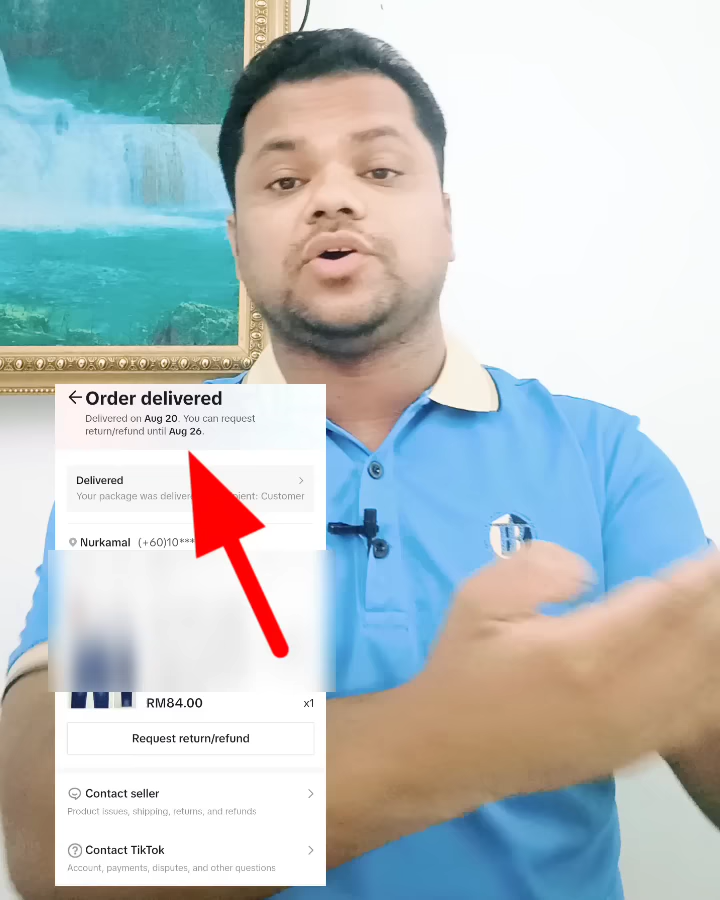 Order delivered
Delivered on Aug 20. You can request
return/refund until Aug 26.
Delivered
Your package was deliver pient: Customer
Nurkamal (+60)10***
RM84.00 x1
Request return/refund
Contact seller
Product issues, shipping, returns, and refunds
Contact TikTok
Account, payments, disputes, and other questions